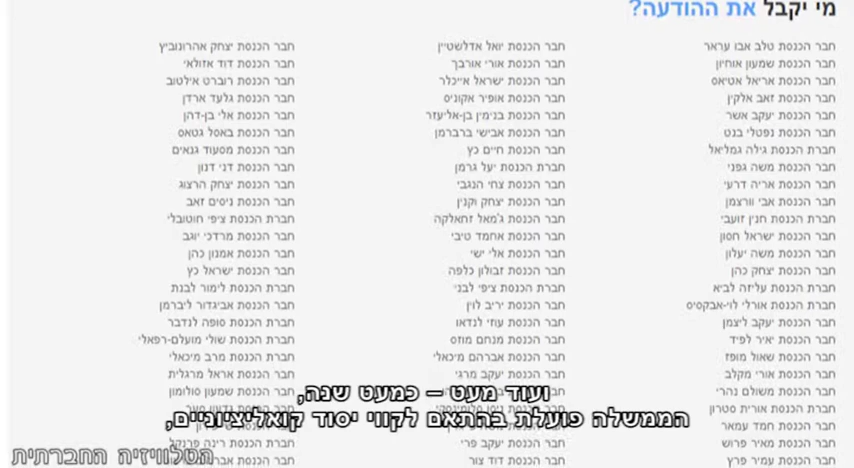 מי יקבל את ההודעה?
חבר הכנסת טלב אבו עראר
חבר הכנסת שמעון אוחיון
חבר הכנסת אריאל אטיאס
חבר הכנסת זאב אלקין
חבר הכנסת יעקב אשר
חבר הכנסת נפטלי בנט
חברת הכנסת גילה גמליאל
חבר הכנסת משה גפני
חבר הכנסת אריה דרעי
חבר הכנסת אבי וורצמן
חברת הכנסת חנין זועבי
חבר הכנסת ישראל חסון
חבר הכנסת משה יעלון
חבר הכנסת יצחק כהן
חברת הכנסת עליזה לביא
חברת הכנסת אורלי לוי-אבקסיס
חבר הכנסת יעקב ליצמן
חבר הכנסת יאיר לפיד
חבר הכנסת שאול מופז
חבר הכנסת אורי מקלב
חבר הכנסת משולם נהרי
חברת הכנסת אורית סטרוק
חבר הכנסת חמד עמאר
חבר הכנסת מאיר פרוש
חבר הכנסת עמיר פרץ
חבר הכנסת יואל אדלשטיין
חבר הכנסת אורי אורבך
חבר הכנסת ישראל אייכלר
חבר הכנסת אופיר אקוניס
חבר הכנסת בנימין בן-אליעזר
חבר הכנסת אבישי ברברמן
חבר הכנסת חיים כץ
חברת הכנסת יעל גרמן
חבר הכנסת צחי הנגבי
חבר הכנסת יצחק וקנין
חבר הכנסת ג'מאל זחאלקה
חבר הכנסת אחמד טיבי
חבר הכנסת אלי ישי
חבר הכנסת זבולון כלפה
חברת הכנסת ציפי לבני
חבר הכנסת יריב לוין
חבר הכנסת עוזי לנדאו
חבר הכנסת מנחם מוזס
חבר הכנסת אברהם מיכאלי
חבר הכנסת יעקב מרגי
חבר הכנסת יעקב פרי
חבר הכנסת דוד צור
חבר הכנסת יצחק אהרונוביץ
חבר הכנסת דוד אזולאי
חבר הכנסת רוברט אילטוב
חבר הכנסת גלעד ארדן
חבר הכנסת אלי בן-דהן
חבר הכנסת באסל גטאס
חבר הכנסת מסעוד גנאים
חבר הכנסת דני דנון
חבר הכנסת יצחק הרצוג
חבר הכנסת ניסים זאב
חברת הכנסת ציפי חוטובלי
חבר הכנסת מרדכי יוגב
חבר הכנסת אמנון כהן
חבר הכנסת ישראל כץ
חברת הכנסת לימור לבנת
חבר הכנסת אביגדור ליברמן
חברת הכנסת סופה לנדבר
חברת הכנסת שולי מועלם-רפאלי
חברת הכנסת מרב מיכאלי
חבר הכנסת אראל מרגלית
חבר הכנסת שמעון סולומון
חברת הכנסת רינה פרנקל
ועוד מעט – כמעט שנה,
הממשלה פועלת בהתאם לקווי יסוד קואליציוניים,
הטלוויזיה החברתית